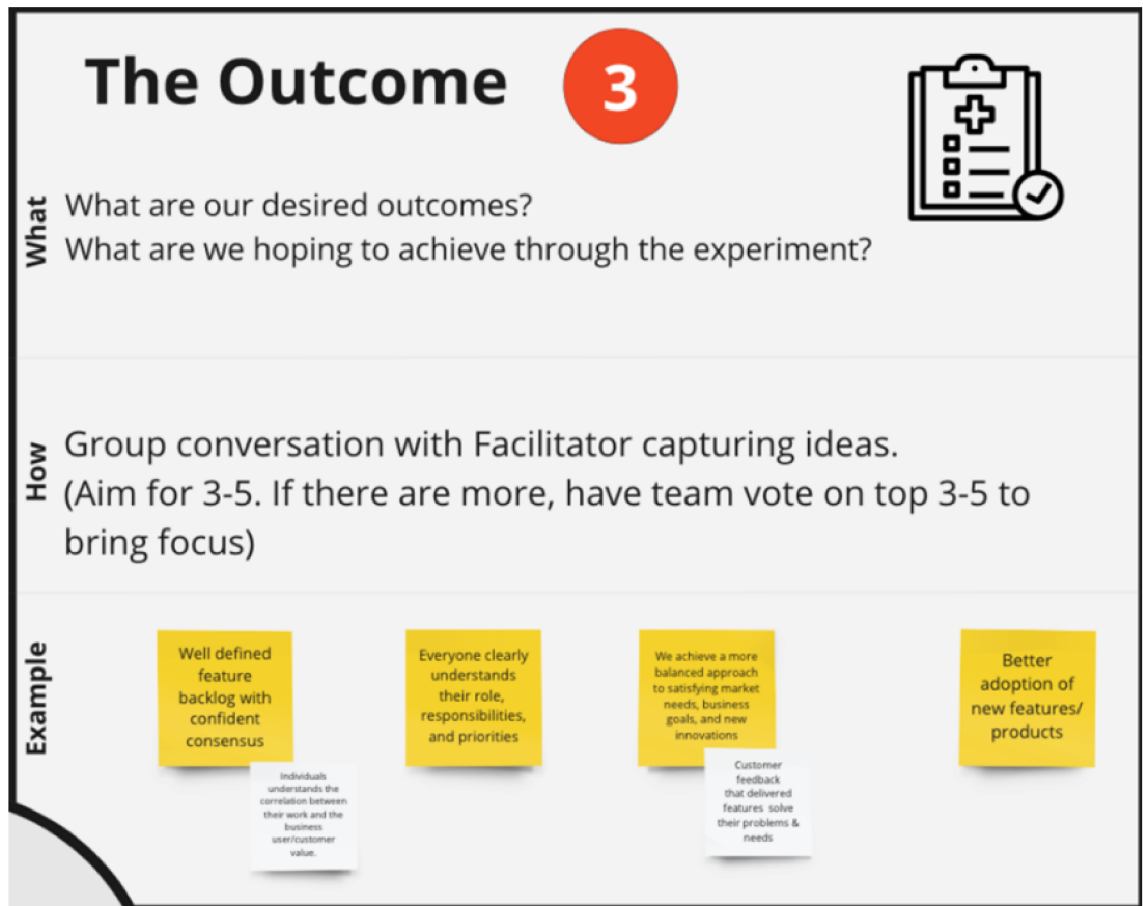 The Outcome
3
What
What are our desired outcomes?
What are we hoping to achieve through the experiment?
How
Group conversation with Facilitator capturing ideas.
(Aim for 3-5. If there are more, have team vote on top 3-5 to
bring focus)
Example
Well defined
feature
backlog with
confident
consensus
Individuals
understands the
correlation between
their work and the
business
user/customer
value.
Everyone clearly
understands
their role,
responsibilities,
and priorities
We achieve a more
balanced approach
to satisfying market
needs, business
goals, and new
innovations
Customer
feedback
that delivered
features solve
their problems &
needs
Better
adoption of
new features/
products